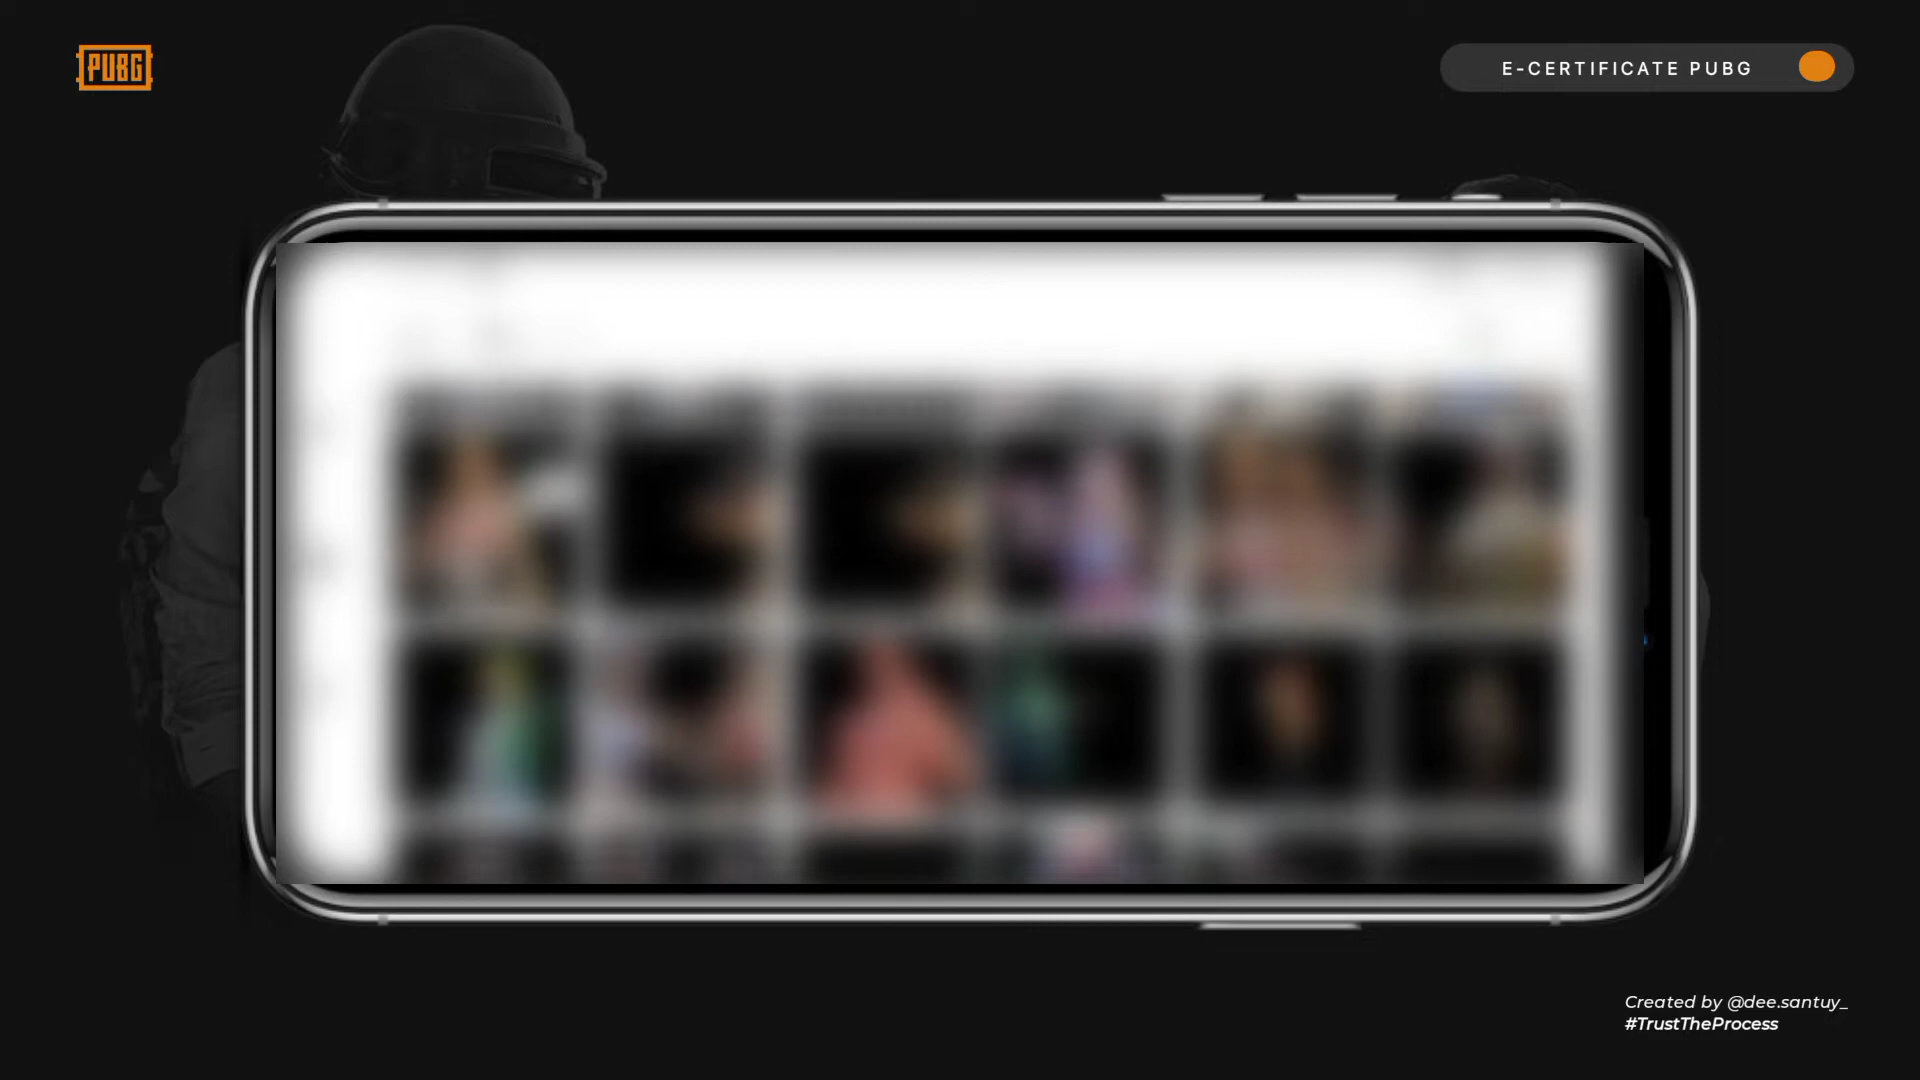 PUBG
E-CERTIFICATE PUBG
Created by @dee.santuy_
#TrustTheProcess